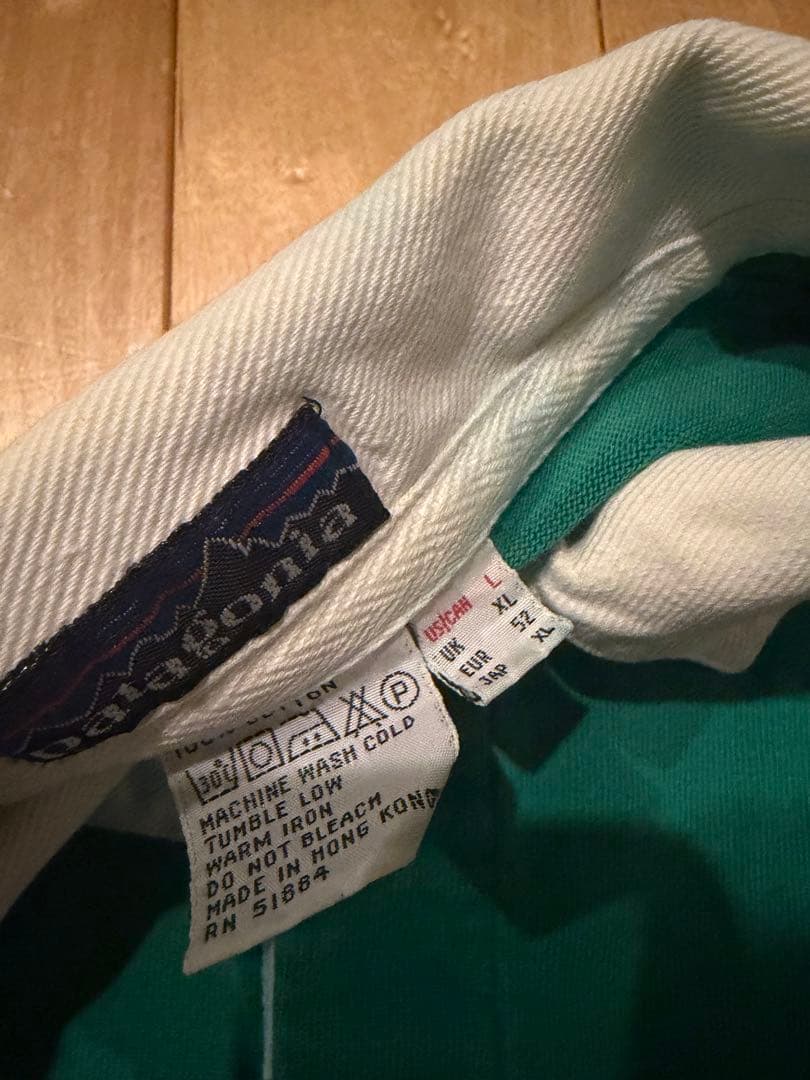 patagonia
US/CAN L
UK XL
EUR 52
JAP XL
100% COTTON
30°
P
MACHINE WASH COLD
TUMBLE LOW
WARM IRON
DO NOT BLEACH
MADE IN HONG KONG
RN 51884